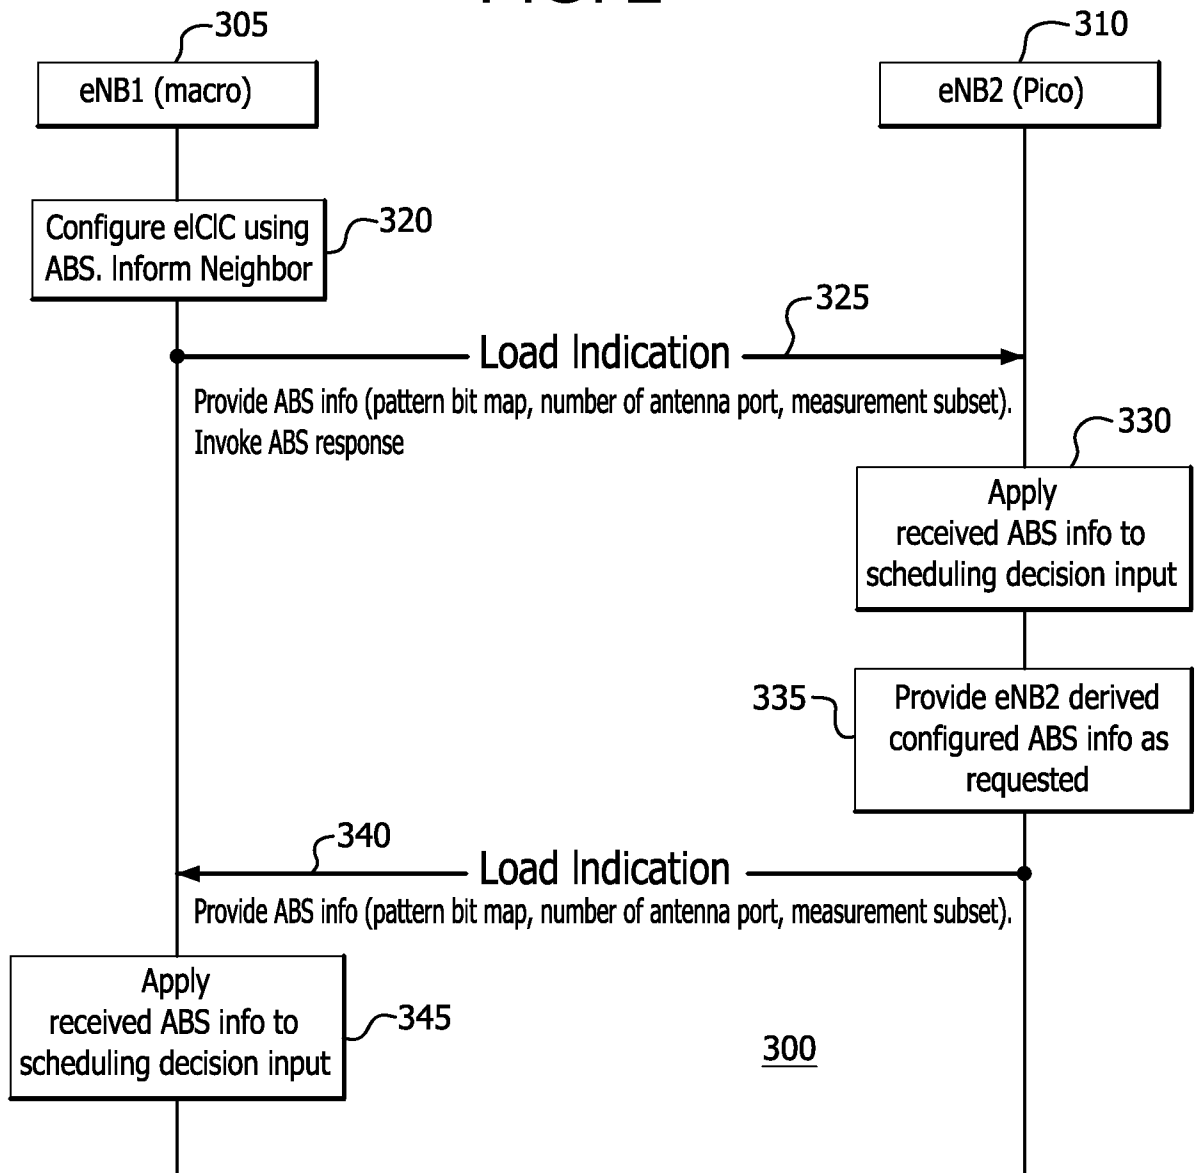 305
310
eNB1 (macro)
eNB2 (Pico)
Configure eICIC using
ABS. Inform Neighbor
320
325
Load Indication
Provide ABS info (pattern bit map, number of antenna port, measurement subset).
Invoke ABS response
330
Apply
received ABS info to
scheduling decision input
335
Provide eNB2 derived
configured ABS info as
requested
340
Load Indication
Provide ABS info (pattern bit map, number of antenna port, measurement subset).
Apply
received ABS info to
scheduling decision input
345
300